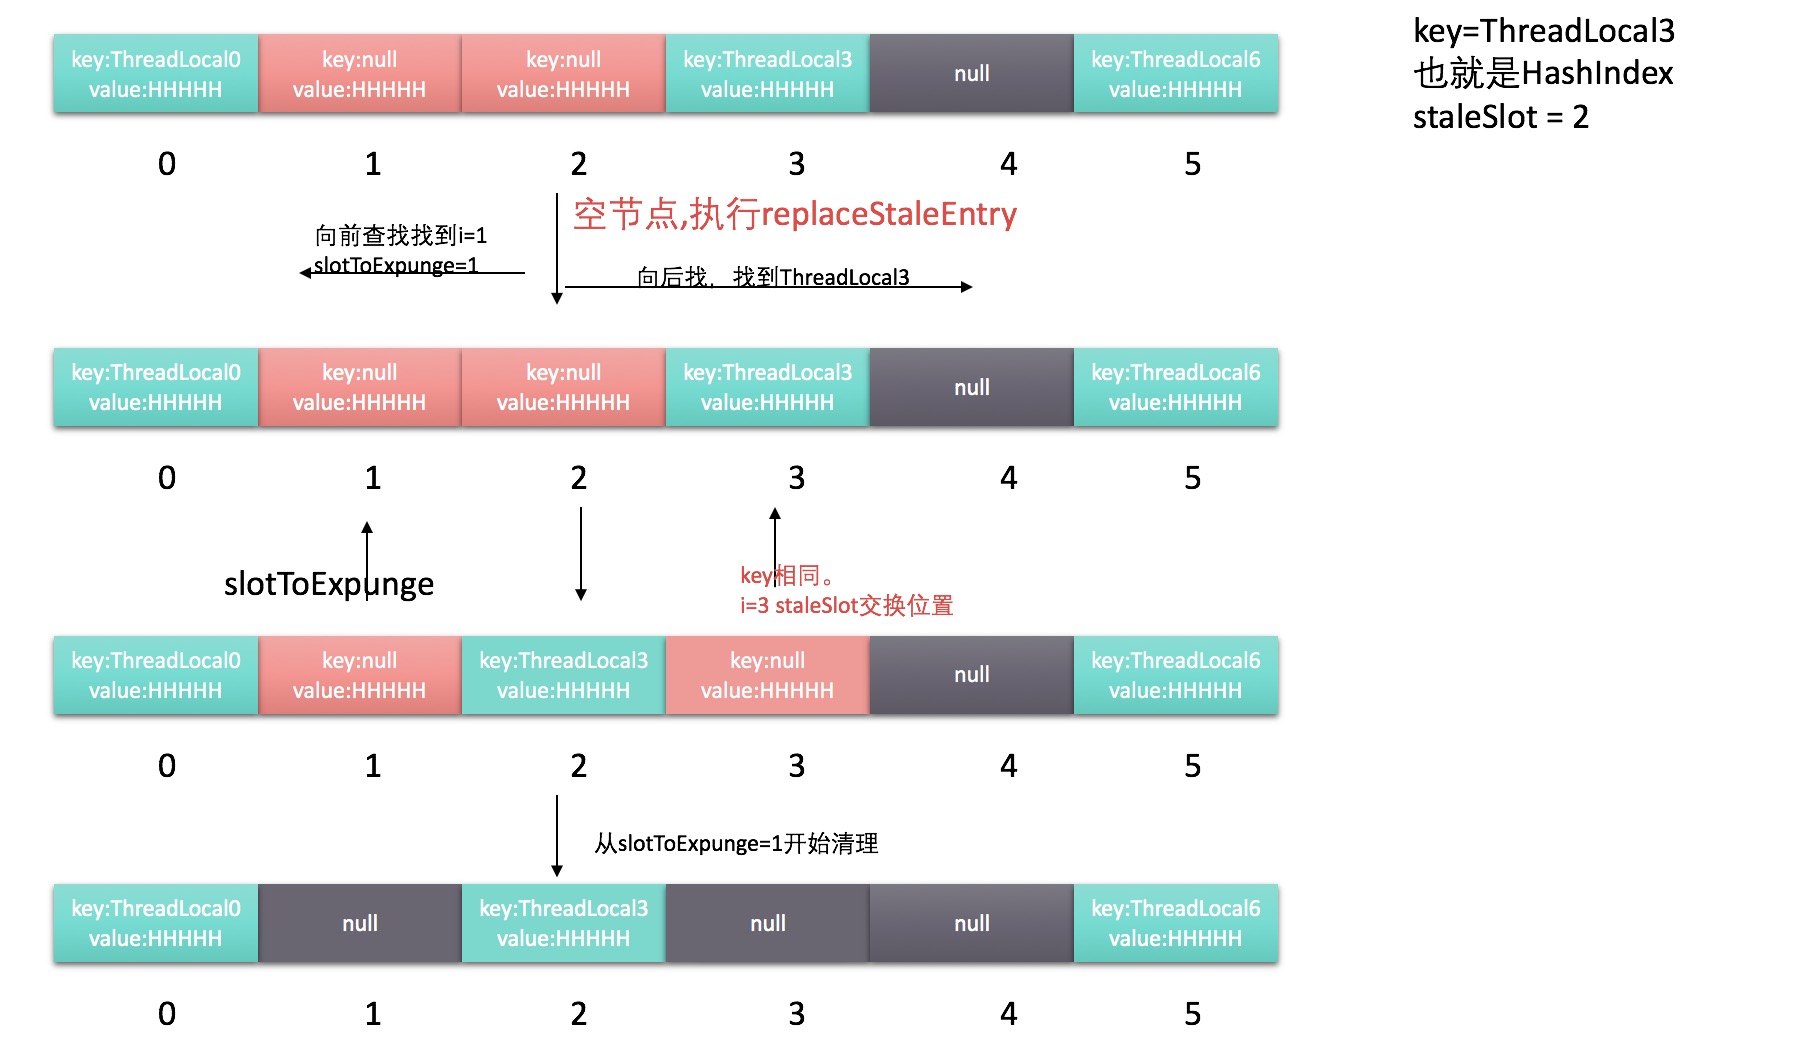 key:ThreadLocal0 key:null key:null key:ThreadLocal3 null key:ThreadLocal6
value:HHHHH value:HHHHH value:HHHHH value:HHHHH value:HHHHH
key=ThreadLocal3
也就是HashIndex
staleSlot = 2
0 1 2 3 4 5
空节点,执行replaceStaleEntry
向前查找找到i=1
slotToExpunge=1
向后找，找到ThreadLocal3
key:ThreadLocal0 key:null key:null key:ThreadLocal3 null key:ThreadLocal6
value:HHHHH value:HHHHH value:HHHHH value:HHHHH value:HHHHH
0 1 2 3 4 5
slotToExpunge
key相同。
i=3 staleSlot交换位置
key:ThreadLocal0 key:null key:ThreadLocal3 key:null null key:ThreadLocal6
value:HHHHH value:HHHHH value:HHHHH value:HHHHH value:HHHHH
0 1 2 3 4 5
从slotToExpunge=1开始清理
key:ThreadLocal0 null key:ThreadLocal3 null null key:ThreadLocal6
value:HHHHH value:HHHHH value:HHHHH
0 1 2 3 4 5